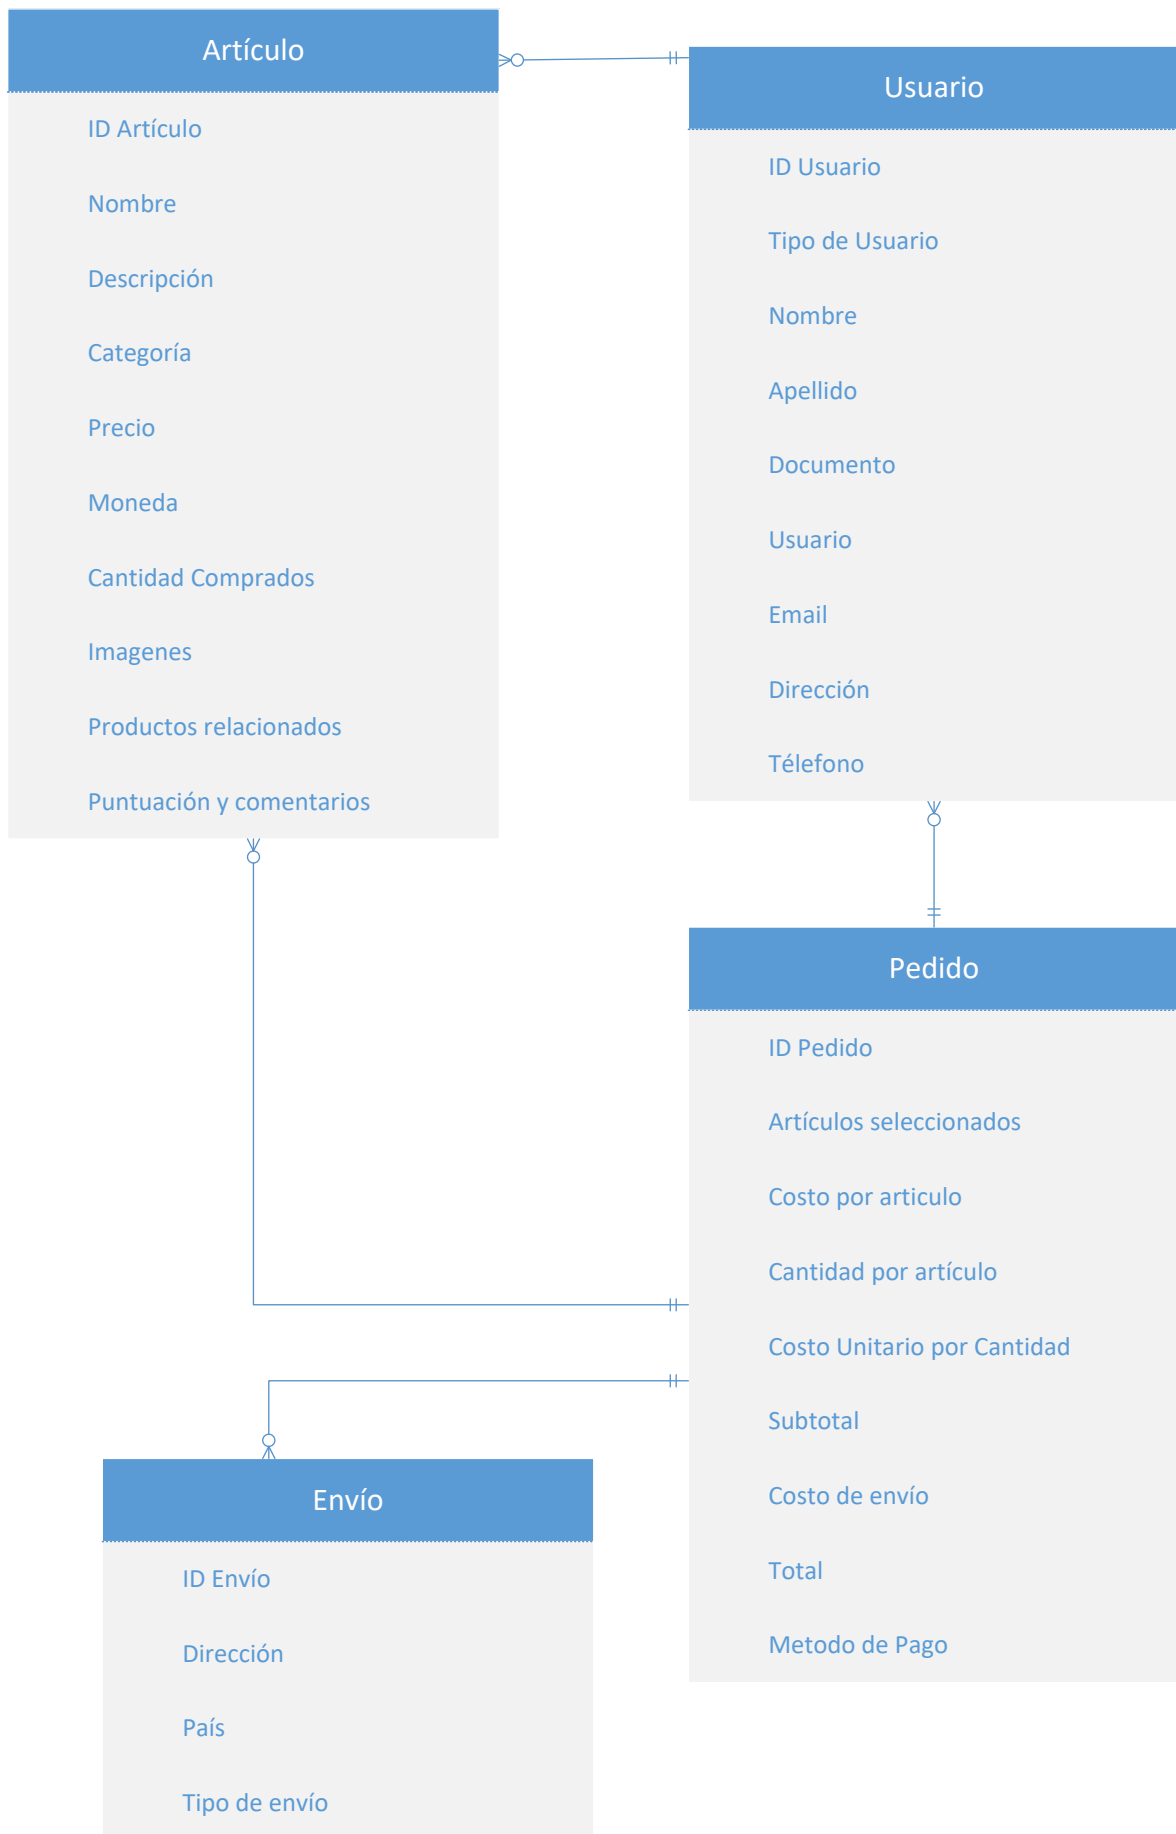 Artículo
ID Artículo
Nombre
Descripción
Categoría
Precio
Moneda
Cantidad Comprados
Imagenes
Productos relacionados
Puntuación y comentarios
Usuario
ID Usuario
Tipo de Usuario
Nombre
Apellido
Documento
Usuario
Email
Dirección
Télefono
Pedido
ID Pedido
Artículos seleccionados
Costo por articulo
Cantidad por artículo
Costo Unitario por Cantidad
Subtotal
Costo de envío
Total
Metodo de Pago
Envío
ID Envío
Dirección
País
Tipo de envío